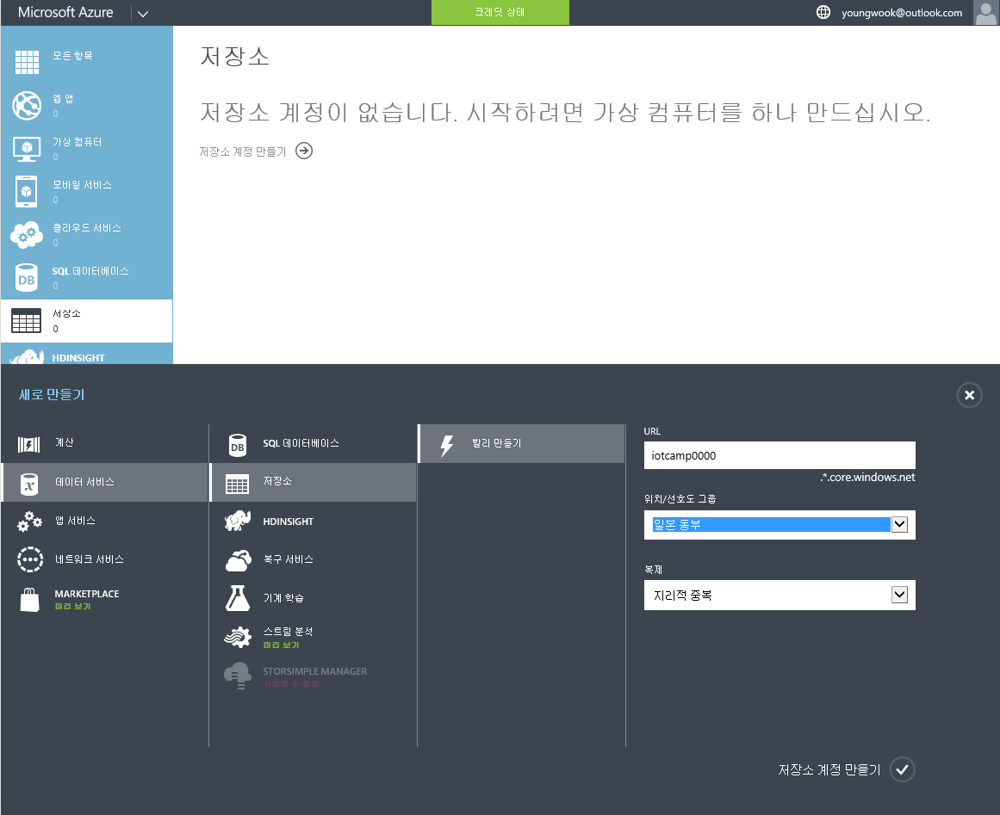 Microsoft Azure
크레딧 상태
youngwook@outlook.com
모든 항목
웹 앱
0
가상 컴퓨터
0
모바일 서비스
0
클라우드 서비스
0
SQL 데이터베이스
0
저장소
0
HDINSIGHT
저장소
저장소 계정이 없습니다. 시작하려면 가상 컴퓨터를 하나 만드십시오.
저장소 계정 만들기
새로 만들기
계산
데이터 서비스
앱 서비스
네트워크 서비스
MARKETPLACE
미리 보기
SQL 데이터베이스
저장소
HDINSIGHT
복구 서비스
기계 학습
스트림 분석
미리 보기
STORSIMPLE MANAGER
사용할 수 없음
빨리 만들기
URL
iotcamp0000
.*.core.windows.net
위치/선호도 그룹
일본 동부
복제
지리적 중복
저장소 계정 만들기